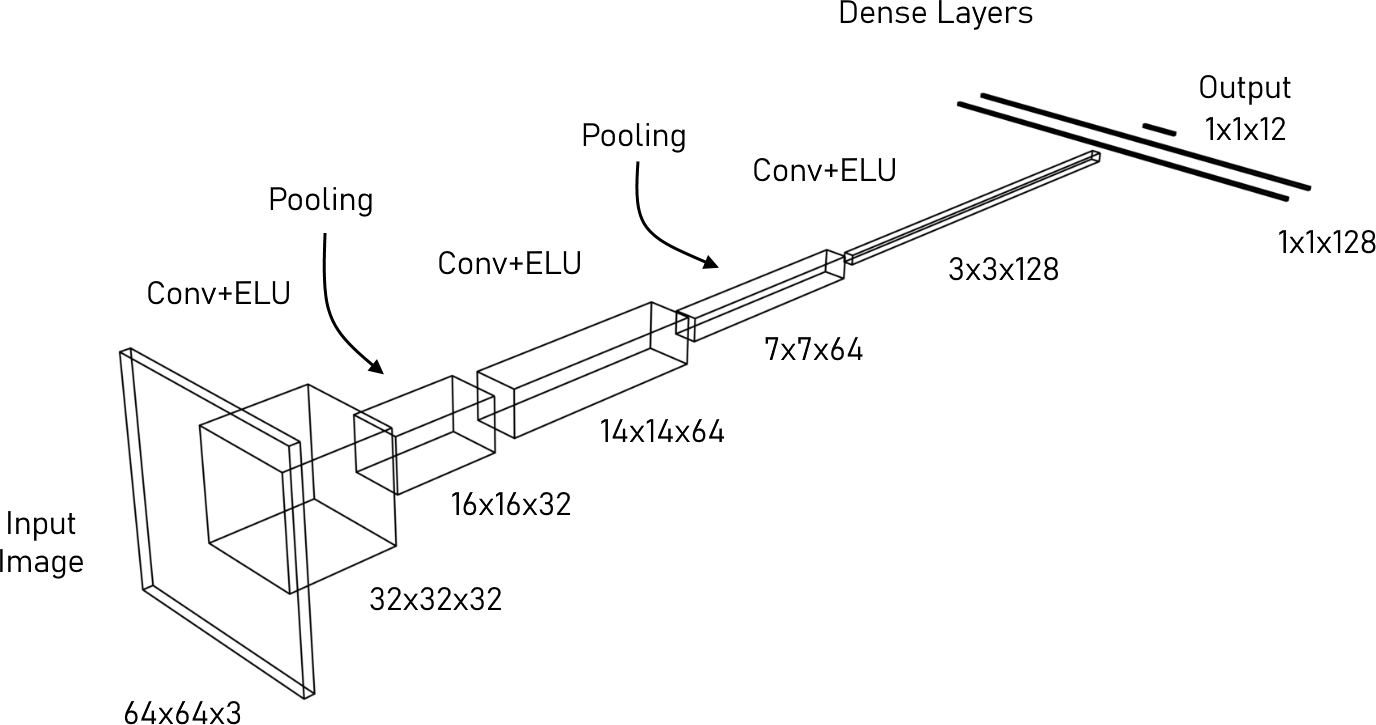 Dense Layers
Output
1x1x12
Pooling
Conv+ELU
Pooling
1x1x128
Conv+ELU
3x3x128
Conv+ELU
7x7x64
14x14x64
16x16x32
Input
Image
32x32x32
64x64x3